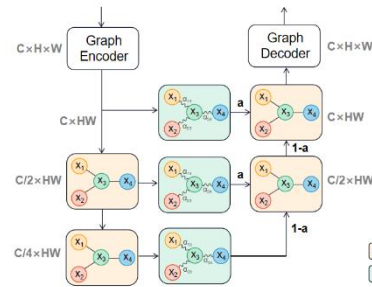 Graph
Encoder
Graph
Decoder
C×H×W
C×H×W
X₁
X₃
X₄
X₂
a
X₁
X₃
X₄
X₂
C×HW
C×HW
1-a
X₁
X₃
X₄
X₂
X₁
X₃
X₄
X₂
a
X₁
X₃
X₄
X₂
C/2×HW
C/2×HW
1-a
X₁
X₃
X₄
X₂
X₁
X₃
X₄
X₂
C/4×HW